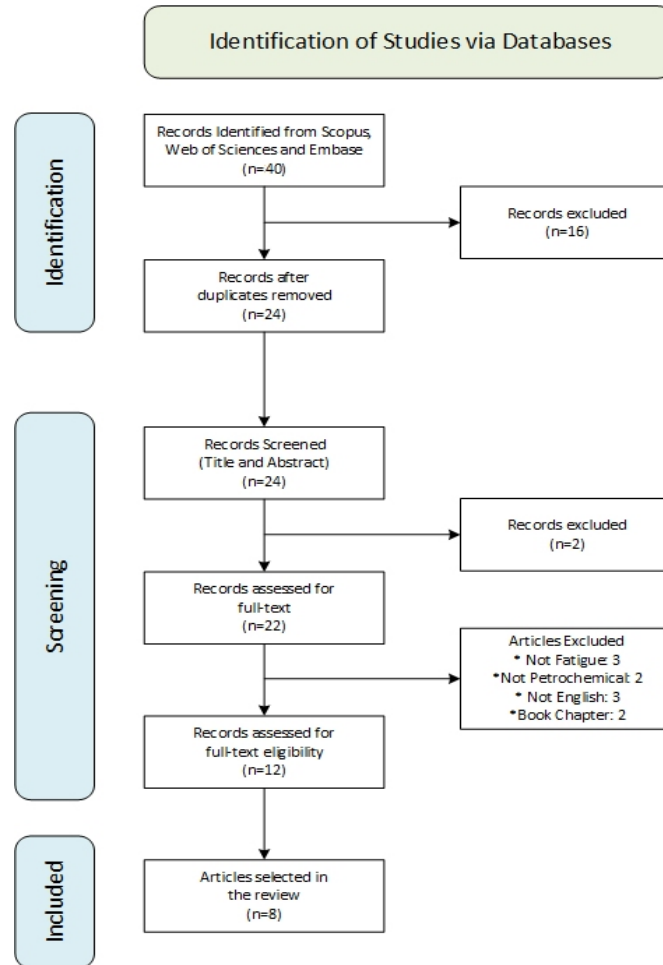 Identification of Studies via Databases
Identification
Records Identified from Scopus,
Web of Sciences and Embase
(n=40)
Records excluded
(n=16)
Records after
duplicates removed
(n=24)
Screening
Records Screened
(Title and Abstract)
(n=24)
Records excluded
(n=2)
Records assessed for
full-text
(n=22)
Articles Excluded
* Not Fatigue: 3
*Not Petrochemical: 2
* Not English: 3
*Book Chapter: 2
Records assessed for
full-text eligibility
(n=12)
Included
Articles selected in
the review
(n=8)